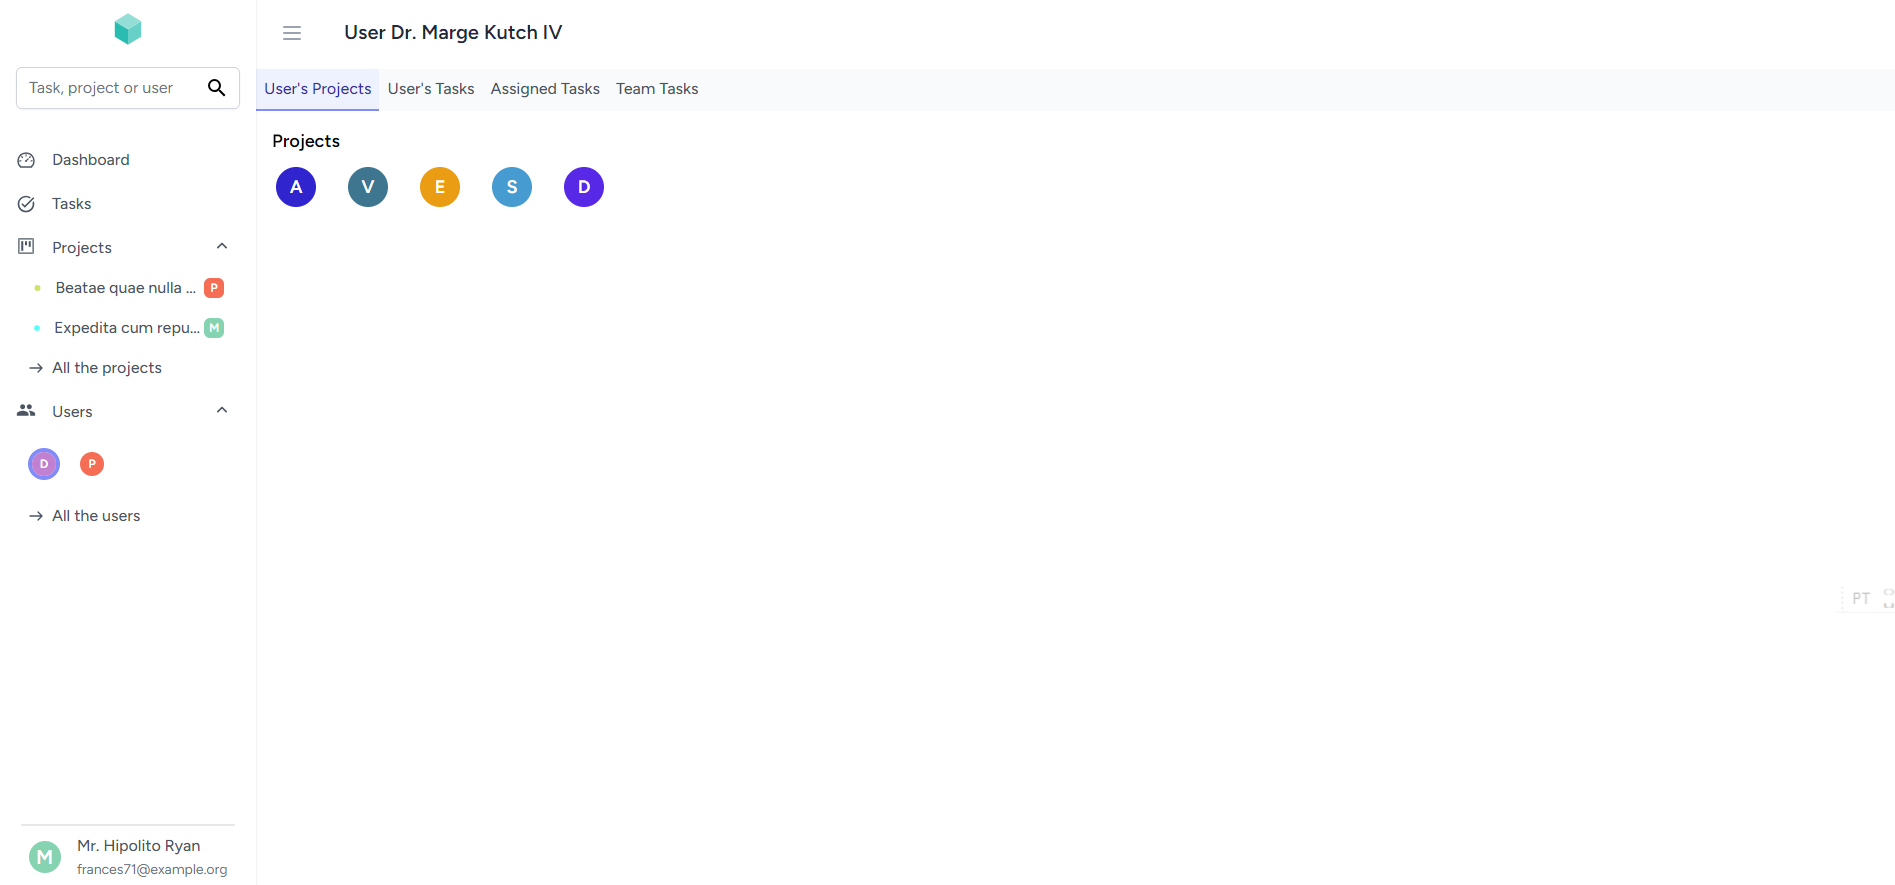 Task, project or user
Dashboard
Tasks
Projects
Beatae quae nulla ... P
Expedita cum repu... M
All the projects
Users
D P
All the users
Mr. Hipolito Ryan
M
frances71@example.org
User Dr. Marge Kutch IV
User's Projects User's Tasks Assigned Tasks Team Tasks
Projects
A V E S D
PT